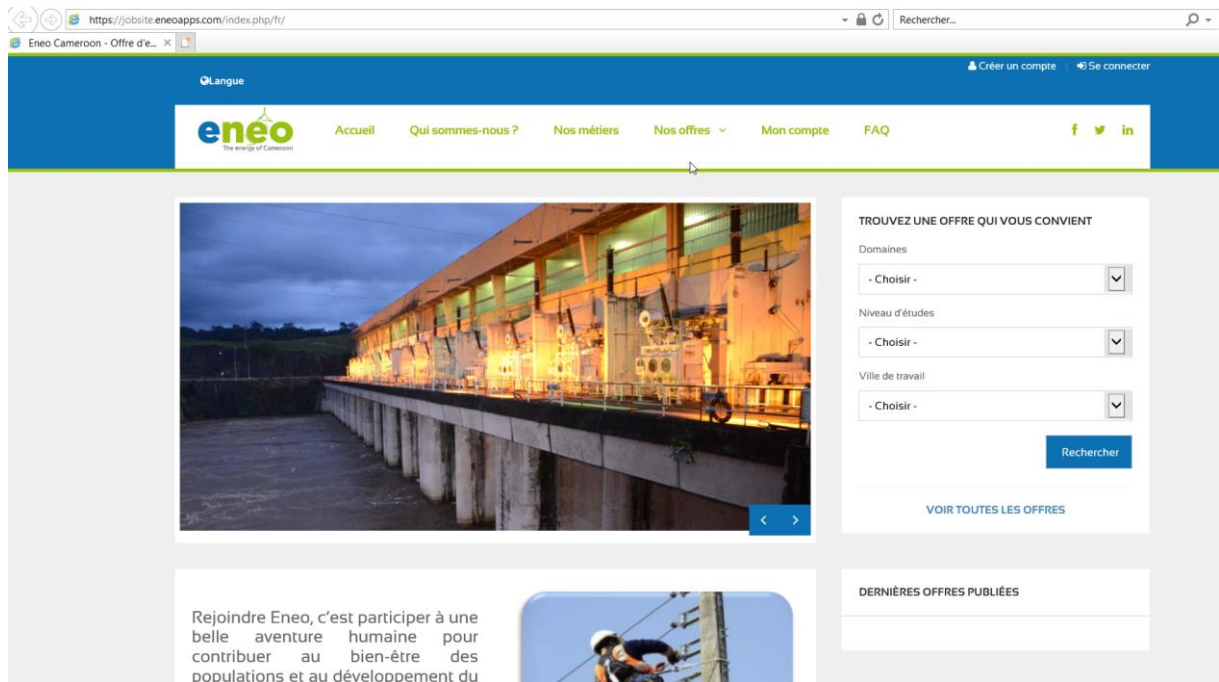 https://jobsite.eneoapps.com/index.php/fr/
Rechercher...
Eneo Cameroon - Offre d'e...
Langue
Créer un compte
Se connecter
eneo
The energy of Cameroon
Accueil
Qui sommes-nous ?
Nos métiers
Nos offres
Mon compte
FAQ
TROUVEZ UNE OFFRE QUI VOUS CONVIENT
Domaines
- Choisir -
Niveau d'études
- Choisir -
Ville de travail
- Choisir -
Rechercher
VOIR TOUTES LES OFFRES
Rejoindre Eneo, c'est participer à une
belle aventure humaine pour
contribuer au bien-être des
populations et au développement du
DERNIÈRES OFFRES PUBLIÉES